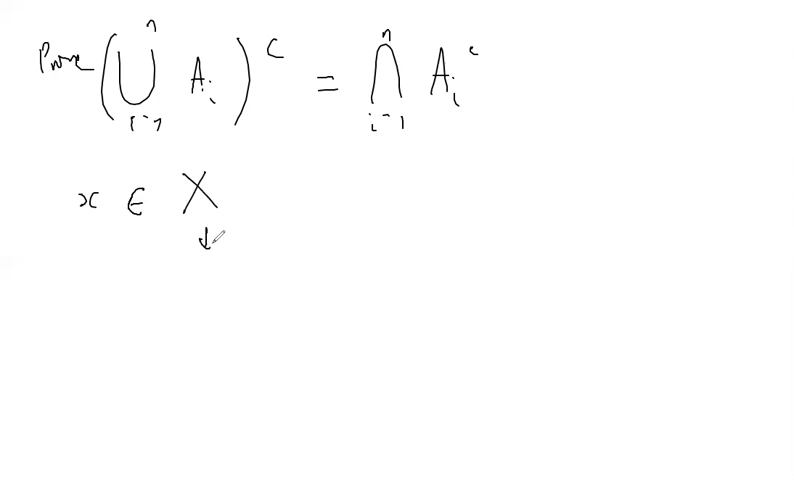 Prove (⋃_{i=1}^{n} A_i)^c = ⋂_{i=1}^{n} A_i^c
x ∈ X
↓